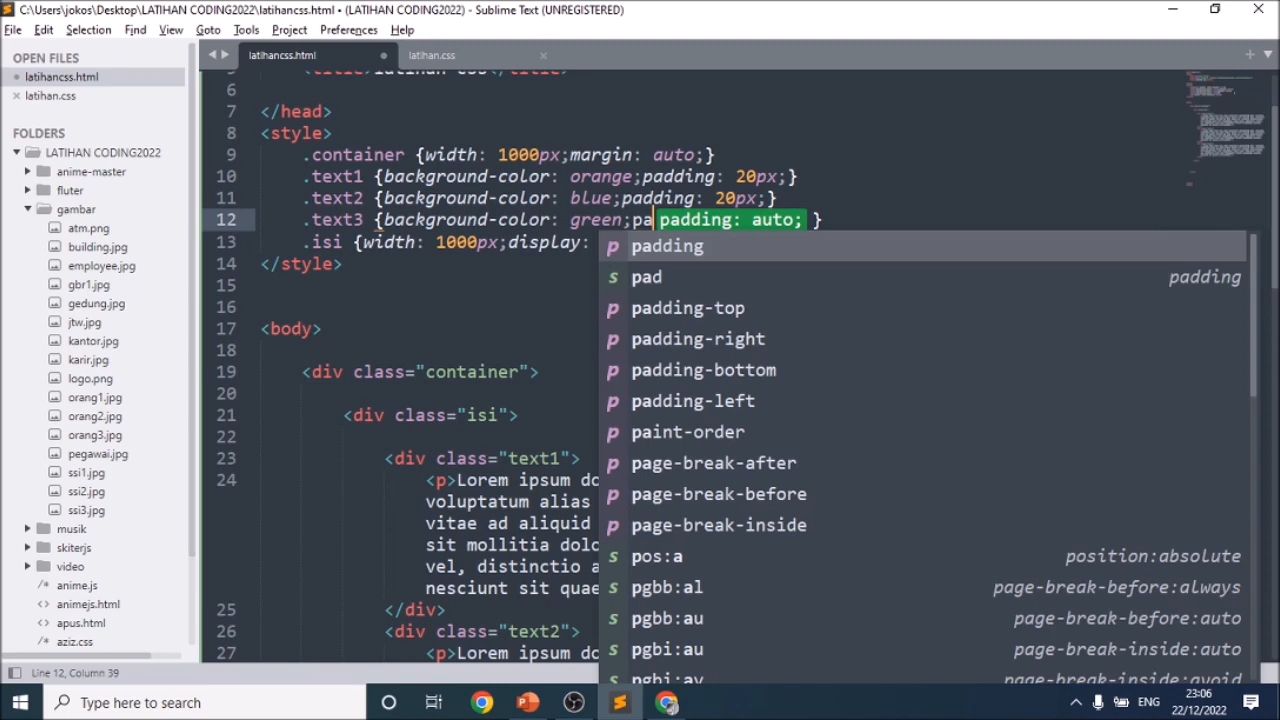 C:\Users\jokos\Desktop\LATIHAN CODING2022\latihancss.html • (LATIHAN CODING2022) - Sublime Text (UNREGISTERED)
File Edit Selection Find View Goto Tools Project Preferences Help
OPEN FILES
latihancss.html
latihan.css
FOLDERS
LATIHAN CODING2022
anime-master
fluter
gambar
atm.png
building.jpg
employee.jpg
gbr1.jpg
gedung.jpg
jtw.jpg
kantor.jpg
karir.jpg
logo.png
orang1.jpg
orang2.jpg
orang3.jpg
pegawai.jpg
ssi1.jpg
ssi2.jpg
ssi3.jpg
musik
skiterjs
video
/* anime.js
<> animejs.html
<> apus.html
/* aziz.css
latihancss.html latihan.css
5 <title>latihan css</title>
6
7 </head>
8 <style>
9 .container {width: 1000px;margin: auto;}
10 .text1 {background-color: orange;padding: 20px;}
11 .text2 {background-color: blue;padding: 20px;}
12 .text3 {background-color: green;pa padding: auto; }
13 .isi {width: 1000px;display:
14 </style>
15
16
17 <body>
18
19 <div class="container">
20
21 <div class="isi">
22
23 <div class="text1">
24 <p>Lorem ipsum do
voluptatum alias
vitae ad aliquid
sit mollitia dolo
vel, distinctio a
nesciunt sit quae
25 </div>
26 <div class="text2">
27 <p>Lorem ipsum do
p padding
s pad padding
p padding-top
p padding-right
p padding-bottom
p padding-left
p paint-order
p page-break-after
p page-break-before
p page-break-inside
s pos:a position:absolute
s pgbb:al page-break-before:always
s pgbb:au page-break-before:auto
s pgbi:au page-break-inside:auto
s pgbi:av page-break-inside:avoid
Line 12, Column 39
Type here to search
ENG
23:06
22/12/2022